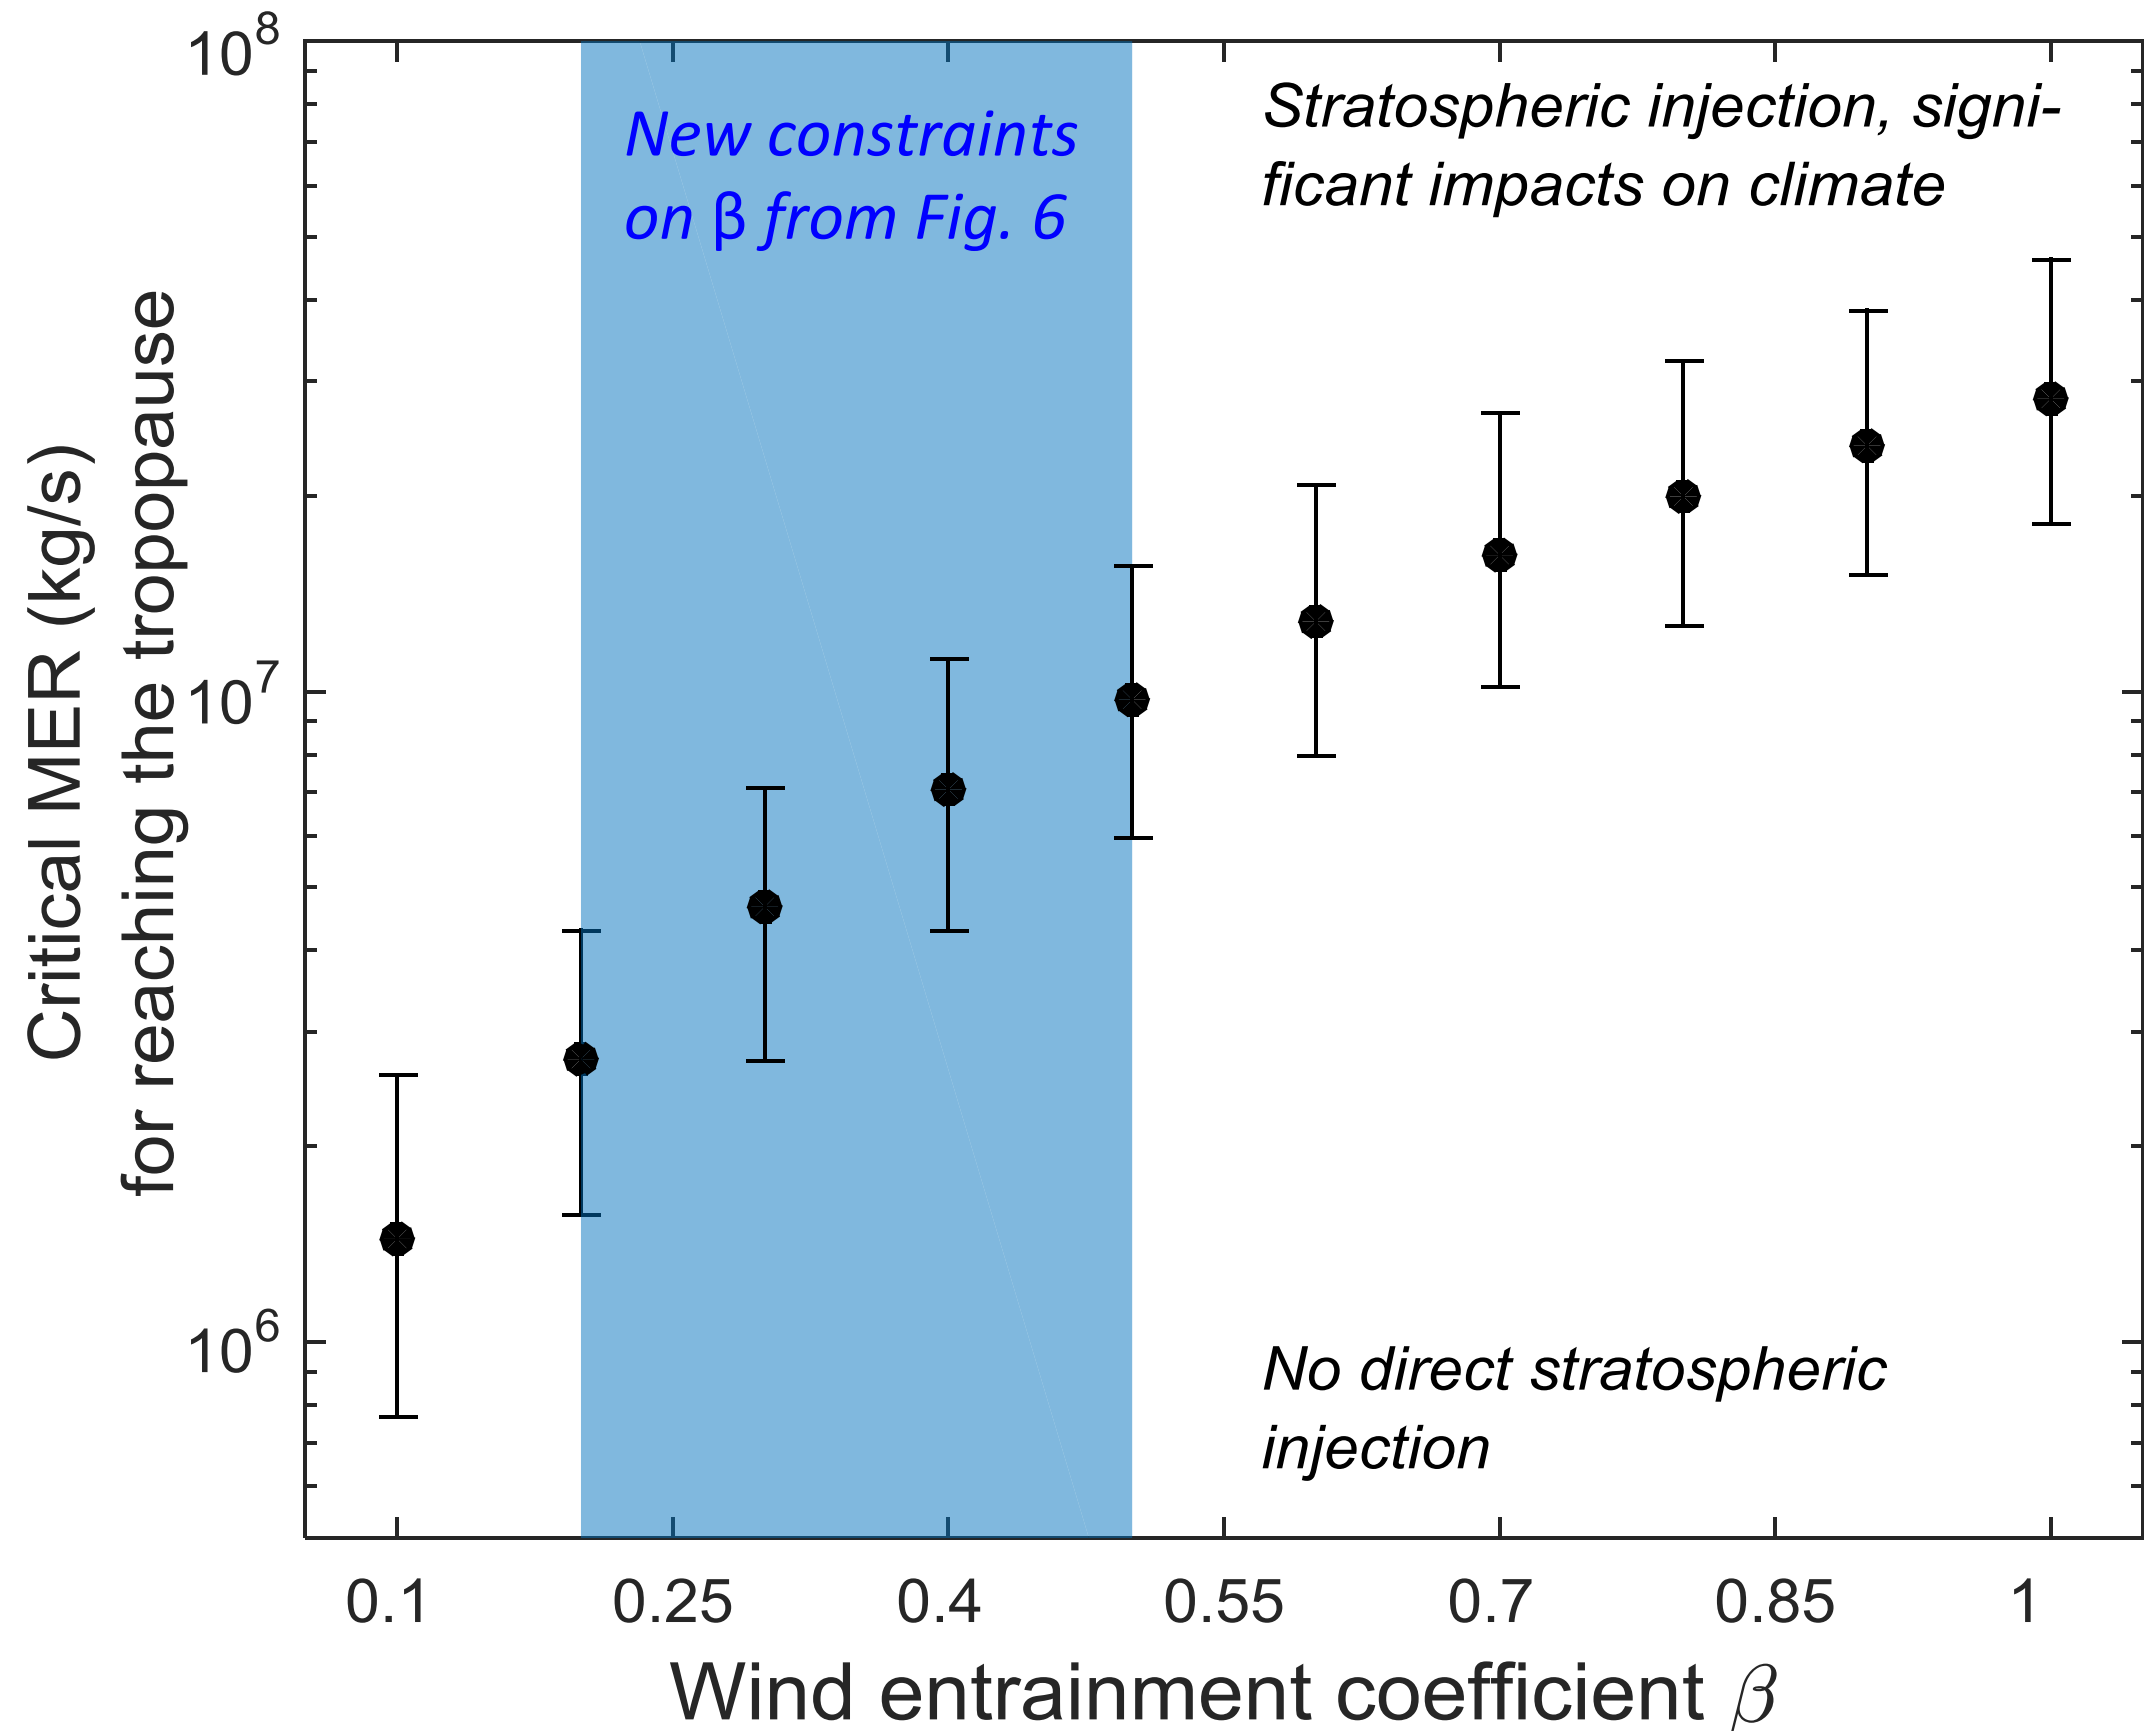 10^8
10^7
10^6
Critical MER (kg/s)
for reaching the tropopause
New constraints
on β from Fig. 6
Stratospheric injection, signi-
ficant impacts on climate
No direct stratospheric
injection
0.1 0.25 0.4 0.55 0.7 0.85 1
Wind entrainment coefficient β